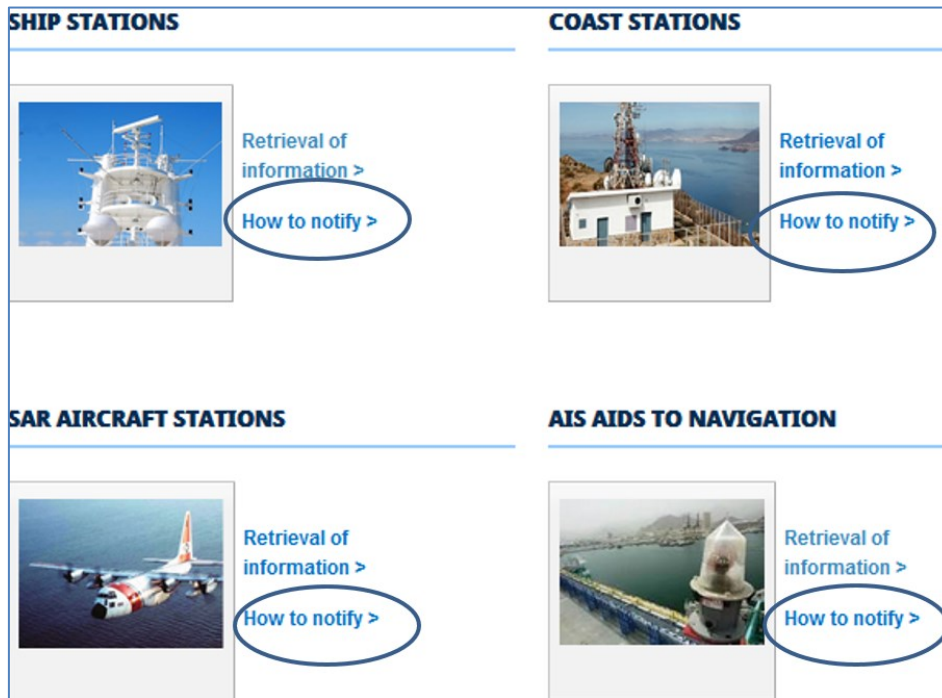 SHIP STATIONS
Retrieval of
information >
How to notify >
COAST STATIONS
Retrieval of
information >
How to notify >
SAR AIRCRAFT STATIONS
Retrieval of
information >
How to notify >
AIS AIDS TO NAVIGATION
Retrieval of
information >
How to notify >